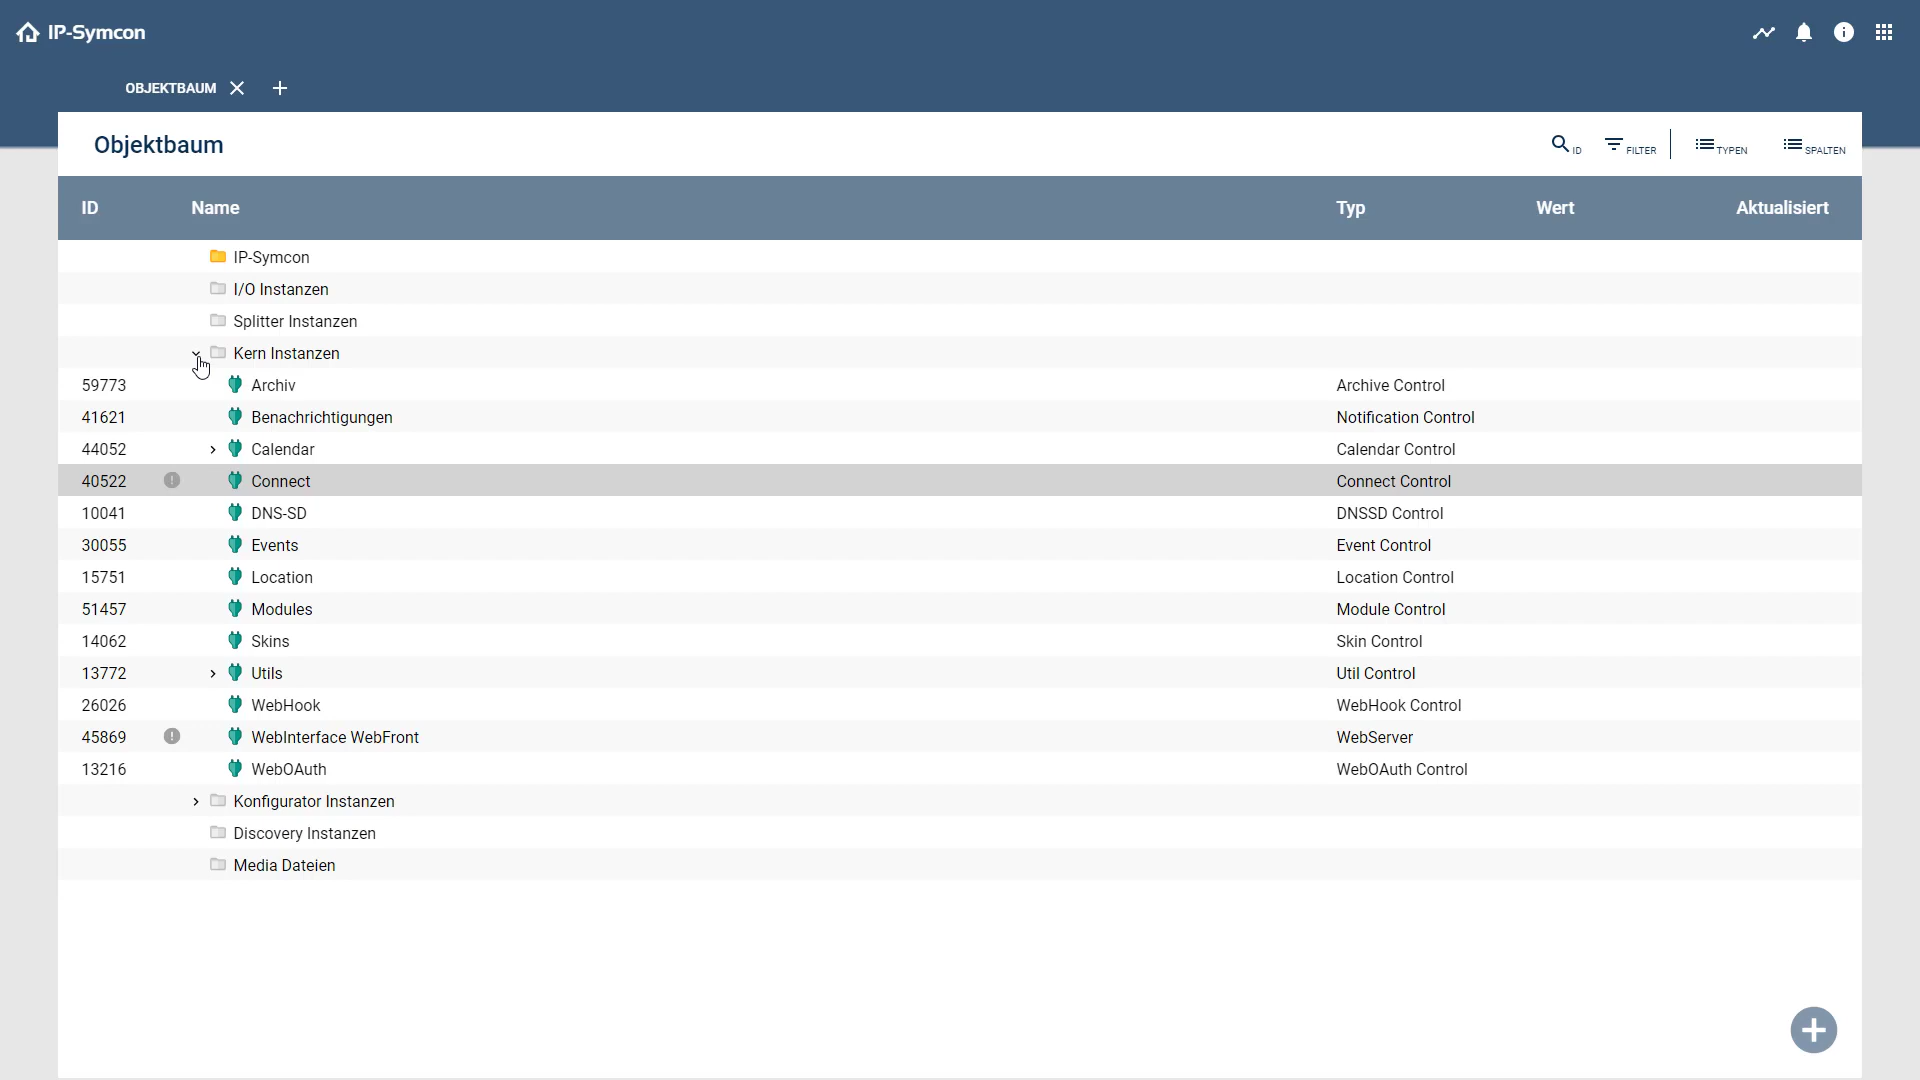 IP-Symcon
OBJEKTBAUM
Objektbaum
ID
FILTER
TYPEN
SPALTEN
ID Name Typ Wert Aktualisiert
IP-Symcon
I/O Instanzen
Splitter Instanzen
Kern Instanzen
59773 Archiv Archive Control
41621 Benachrichtigungen Notification Control
44052 Calendar Calendar Control
40522 Connect Connect Control
10041 DNS-SD DNSSD Control
30055 Events Event Control
15751 Location Location Control
51457 Modules Module Control
14062 Skins Skin Control
13772 Utils Util Control
26026 WebHook WebHook Control
45869 WebInterface WebFront WebServer
13216 WebOAuth WebOAuth Control
Konfigurator Instanzen
Discovery Instanzen
Media Dateien